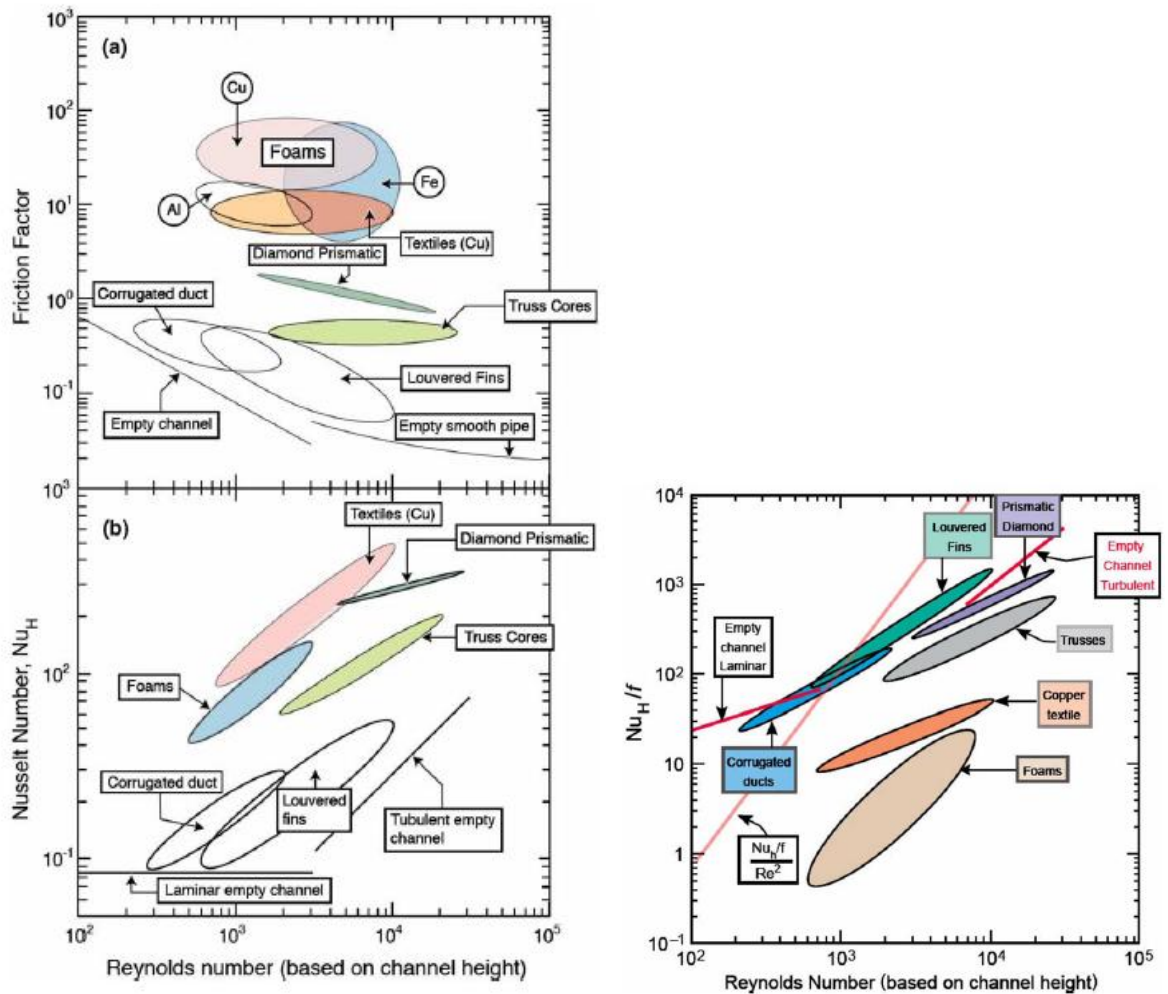 (a)
10³
10²
10¹
10⁰
10⁻¹
Friction Factor
Cu
Foams
Al
Fe
Textiles (Cu)
Diamond Prismatic
Corrugated duct
Truss Cores
Louvered Fins
Empty channel
Empty smooth pipe
(b)
10³
10²
10⁻¹
Nusselt Number, Nu_H
Textiles (Cu)
Diamond Prismatic
Truss Cores
Foams
Corrugated duct
Louvered
fins
Tubulent empty
channel
Laminar empty channel
10² 10³ 10⁴ 10⁵
Reynolds number (based on channel height)
10⁴
10³
10²
10
1
10⁻¹
Nu_H/f
Louvered
Fins
Prismatic
Diamond
Empty
Channel
Turbulent
Empty
channel
Laminar
Trusses
Copper
textile
Corrugated
ducts
Foams
Nu_h/f
Re²
10² 10³ 10⁴ 10⁵
Reynolds Number (based on channel height)